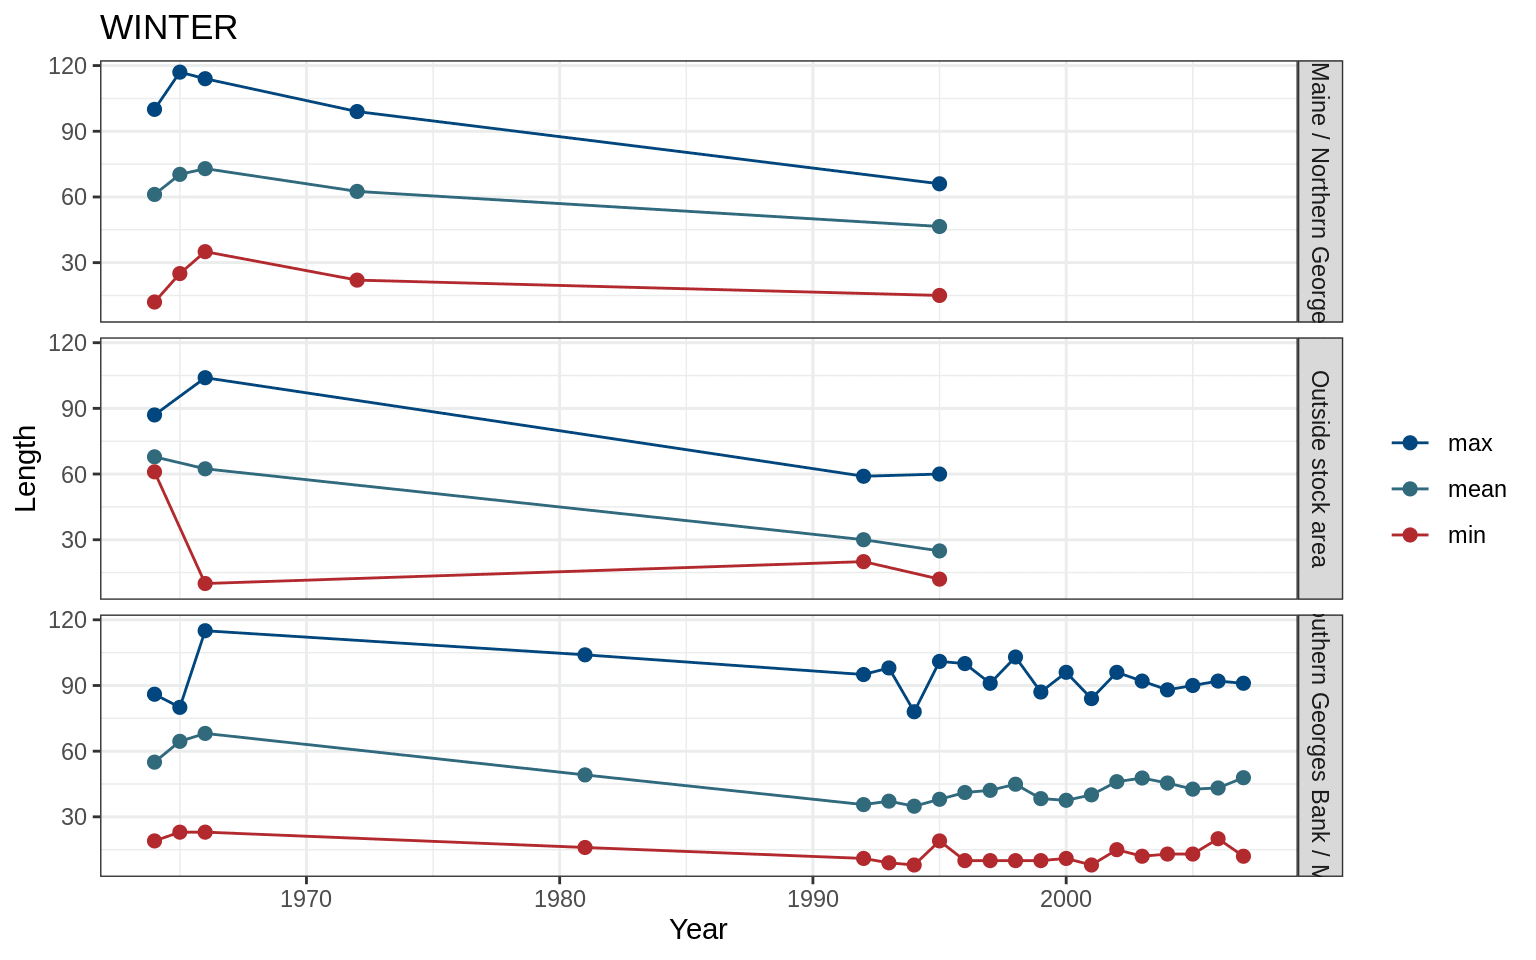 WINTER
120
90
60
30
Maine / Northern George
120
90
60
30
Outside stock area
Length
max
mean
min
120
90
60
30
uthern Georges Bank / M
1970 1980 1990 2000
Year